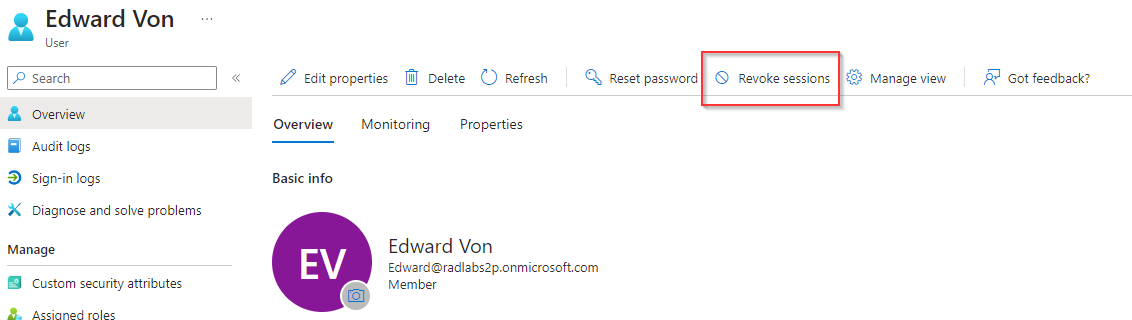 Edward Von ...
User
Search
Overview
Audit logs
Sign-in logs
Diagnose and solve problems
Manage
Custom security attributes
Assigned roles
Edit properties Delete Refresh Reset password Revoke sessions Manage view Got feedback?
Overview Monitoring Properties
Basic info
EV
Edward Von
Edward@radlabs2p.onmicrosoft.com
Member